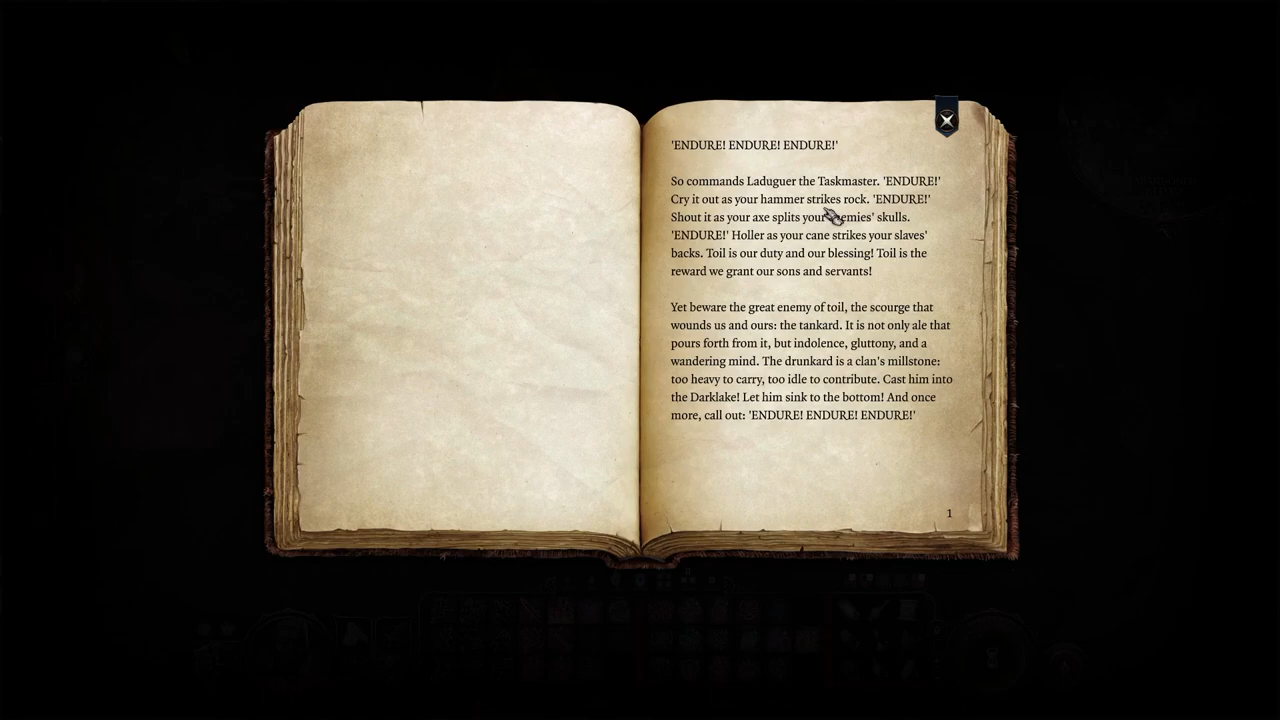 'ENDURE! ENDURE! ENDURE!'
So commands Laduguer the Taskmaster. 'ENDURE!'
Cry it out as your hammer strikes rock. 'ENDURE!'
Shout it as your axe splits your enemies' skulls.
'ENDURE!' Holler as your cane strikes your slaves'
backs. Toil is our duty and our blessing! Toil is the
reward we grant our sons and servants!
Yet beware the great enemy of toil, the scourge that
wounds us and ours: the tankard. It is not only ale that
pours forth from it, but indolence, gluttony, and a
wandering mind. The drunkard is a clan's millstone:
too heavy to carry, too idle to contribute. Cast him into
the Darklake! Let him sink to the bottom! And once
more, call out: 'ENDURE! ENDURE! ENDURE!'
1